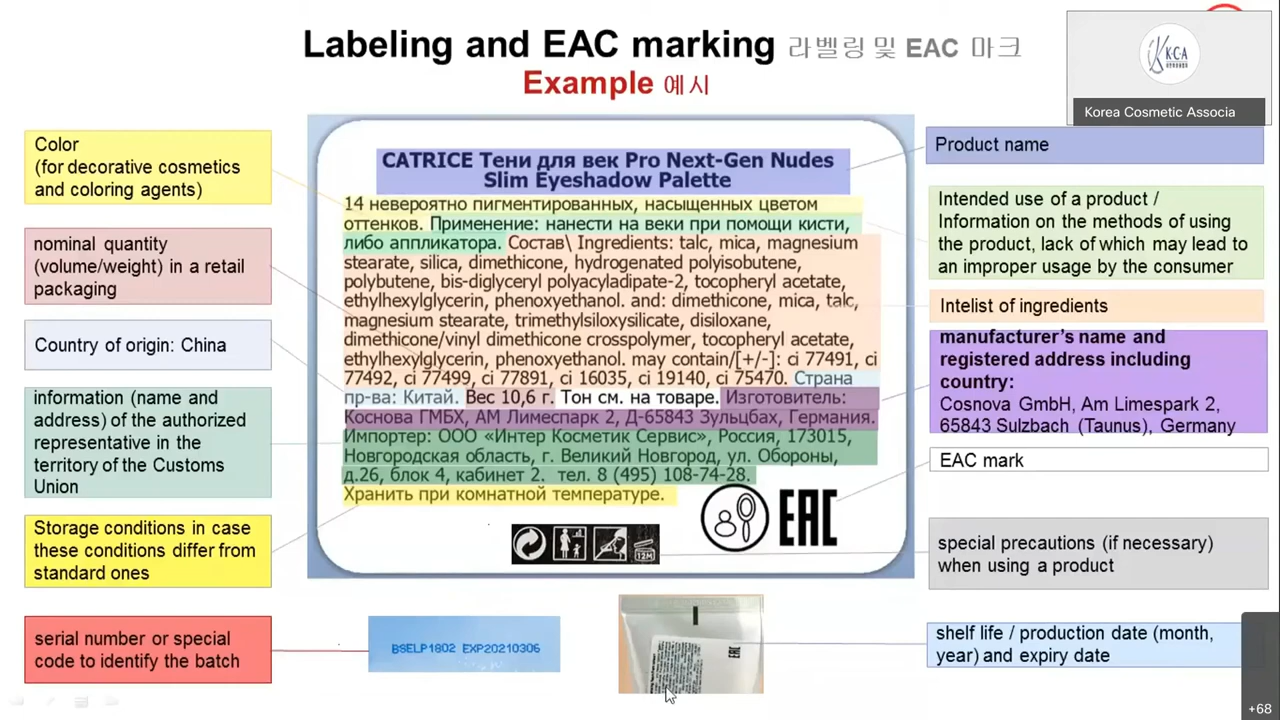 Labeling and EAC marking 라벨링 및 EAC 마크
Example 예시
KCA
Korea Cosmetic Associa
Color
(for decorative cosmetics
and coloring agents)
nominal quantity
(volume/weight) in a retail
packaging
Country of origin: China
information (name and
address) of the authorized
representative in the
territory of the Customs
Union
Storage conditions in case
these conditions differ from
standard ones
serial number or special
code to identify the batch
CATRICE Тени для век Pro Next-Gen Nudes
Slim Eyeshadow Palette
14 невероятно пигментированных, насыщенных цветом
оттенков. Применение: нанести на веки при помощи кисти,
либо аппликатора. Состав\ Ingredients: talc, mica, magnesium
stearate, silica, dimethicone, hydrogenated polyisobutene,
polybutene, bis-diglyceryl polyacyladipate-2, tocopheryl acetate,
ethylhexylglycerin, phenoxyethanol. and: dimethicone, mica, talc,
magnesium stearate, trimethylsiloxysilicate, disiloxane,
dimethicone/vinyl dimethicone crosspolymer, tocopheryl acetate,
ethylhexylglycerin, phenoxyethanol. may contain/[+/-]: ci 77491, ci
77492, ci 77499, ci 77891, ci 16035, ci 19140, ci 75470. Страна
пр-ва: Китай. Вес 10,6 г. Тон см. на товаре. Изготовитель:
Коснова ГМБХ, АМ Лимеспарк 2, Д-65843 Зульцбах, Германия.
Импортер: ООО «Интер Косметик Сервис», Россия, 173015,
Новгородская область, г. Великий Новгород, ул. Обороны,
д.26, блок 4, кабинет 2. тел. 8 (495) 108-74-28.
Хранить при комнатной температуре.
12M
EAC
BSELP1802 EXP20210306
EAC
Product name
Intended use of a product /
Information on the methods of using
the product, lack of which may lead to
an improper usage by the consumer
Intelist of ingredients
manufacturer's name and
registered address including
country:
Cosnova GmbH, Am Limespark 2,
65843 Sulzbach (Taunus), Germany
EAC mark
special precautions (if necessary)
when using a product
shelf life / production date (month,
year) and expiry date
+68